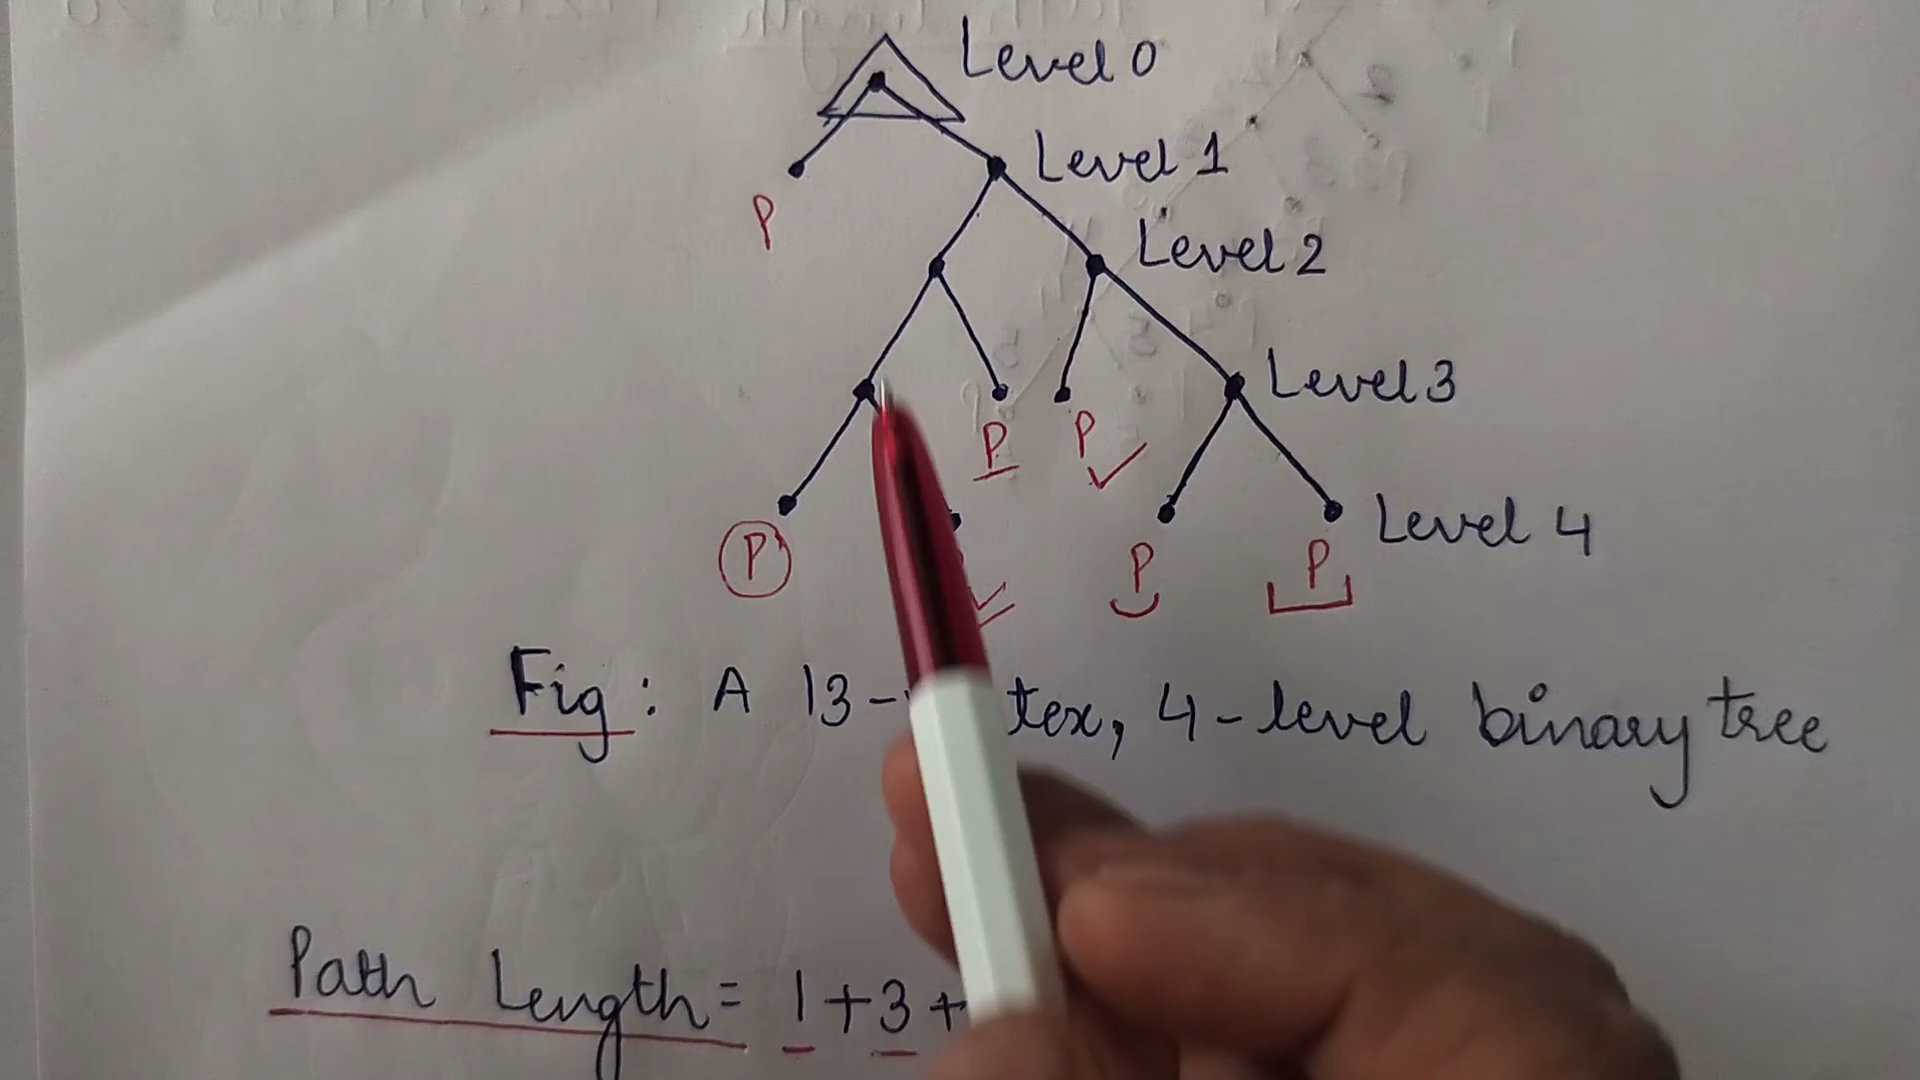 Level 0
Level 1
P
Level 2
Level 3
P P
Level 4
P P P
Fig: A 13- tex, 4-level binary tree
Path Length= 1+3+